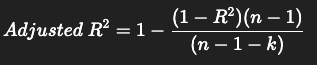 Adjusted R² = 1 − (1 − R²)(n − 1) / (n − 1 − k)